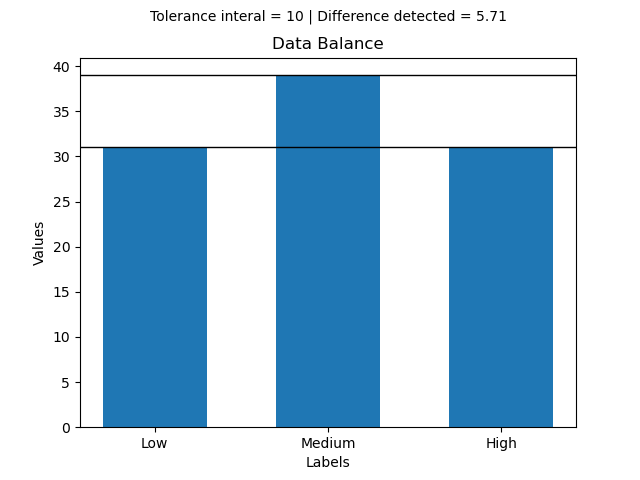 Tolerance interal = 10 | Difference detected = 5.71
Data Balance
40
35
30
25
20
15
10
5
0
Values
Low Medium High
Labels